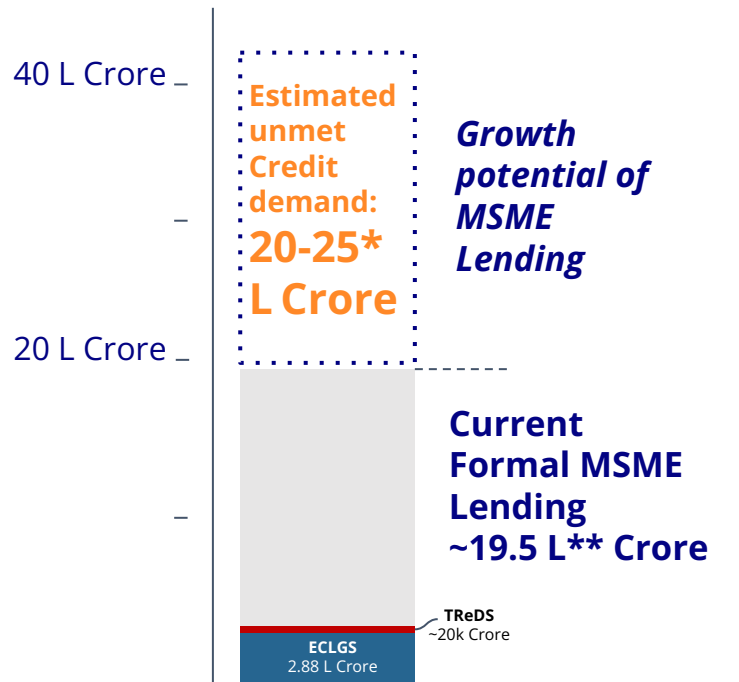 40 L Crore
Estimated
unmet
Credit
demand:
20-25*
L Crore
Growth
potential of
MSME
Lending
20 L Crore
Current
Formal MSME
Lending
~19.5 L** Crore
TReDS
~20k Crore
ECLGS
2.88 L Crore